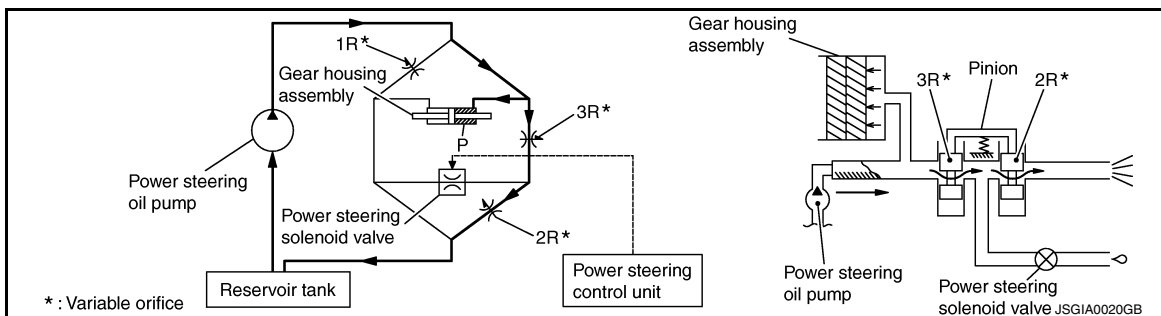 1R*
Gear housing
assembly
3R*
P
Power steering
oil pump
Power steering
solenoid valve
2R*
Reservoir tank
Power steering
control unit
* : Variable orifice
Gear housing
assembly
3R*
Pinion
2R*
Power steering
oil pump
Power steering
solenoid valve
JSGIA0020GB